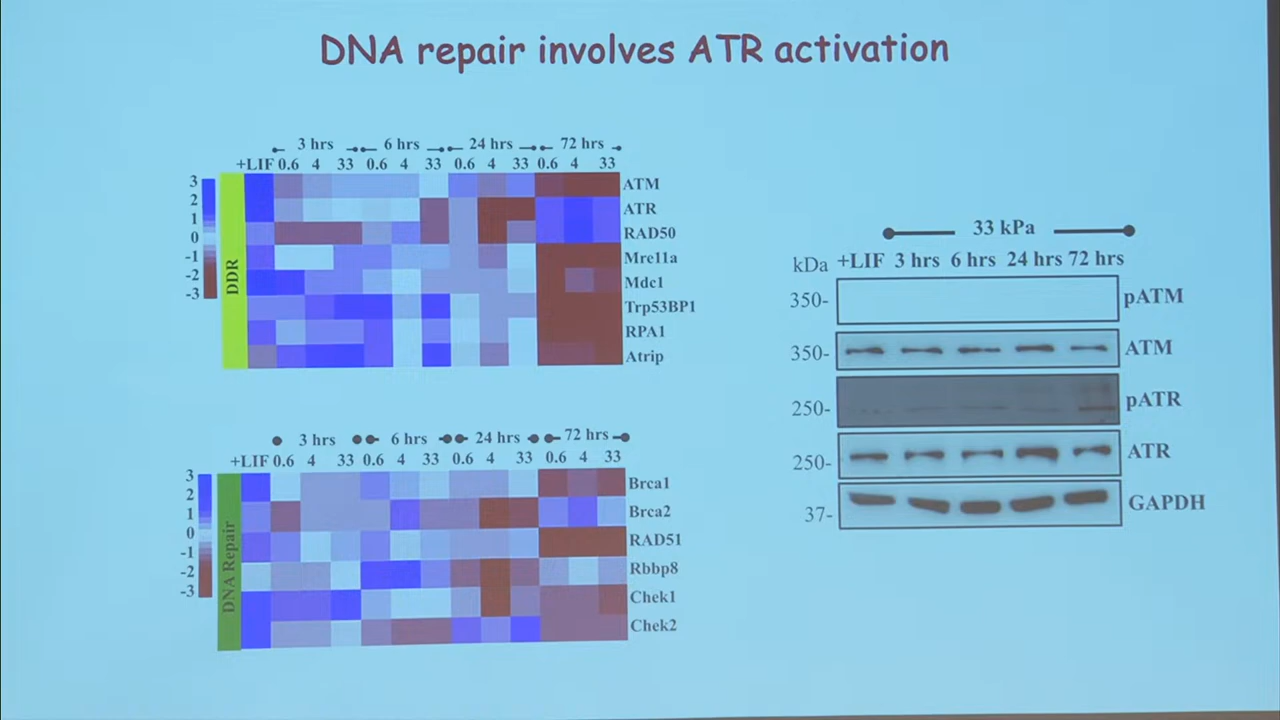 DNA repair involves ATR activation
3 hrs 6 hrs 24 hrs 72 hrs
+LIF 0.6 4 33 0.6 4 33 0.6 4 33 0.6 4 33
3
2
1
0
-1
-2
-3
DDR
ATM
ATR
RAD50
Mre11a
Mdc1
Trp53BP1
RPA1
Atrip
3 hrs 6 hrs 24 hrs 72 hrs
+LIF 0.6 4 33 0.6 4 33 0.6 4 33 0.6 4 33
3
2
1
0
-1
-2
-3
DNA Repair
Brca1
Brca2
RAD51
Rbbp8
Chek1
Chek2
33 kPa
kDa +LIF 3 hrs 6 hrs 24 hrs 72 hrs
350- pATM
350- ATM
250- pATR
250- ATR
37- GAPDH